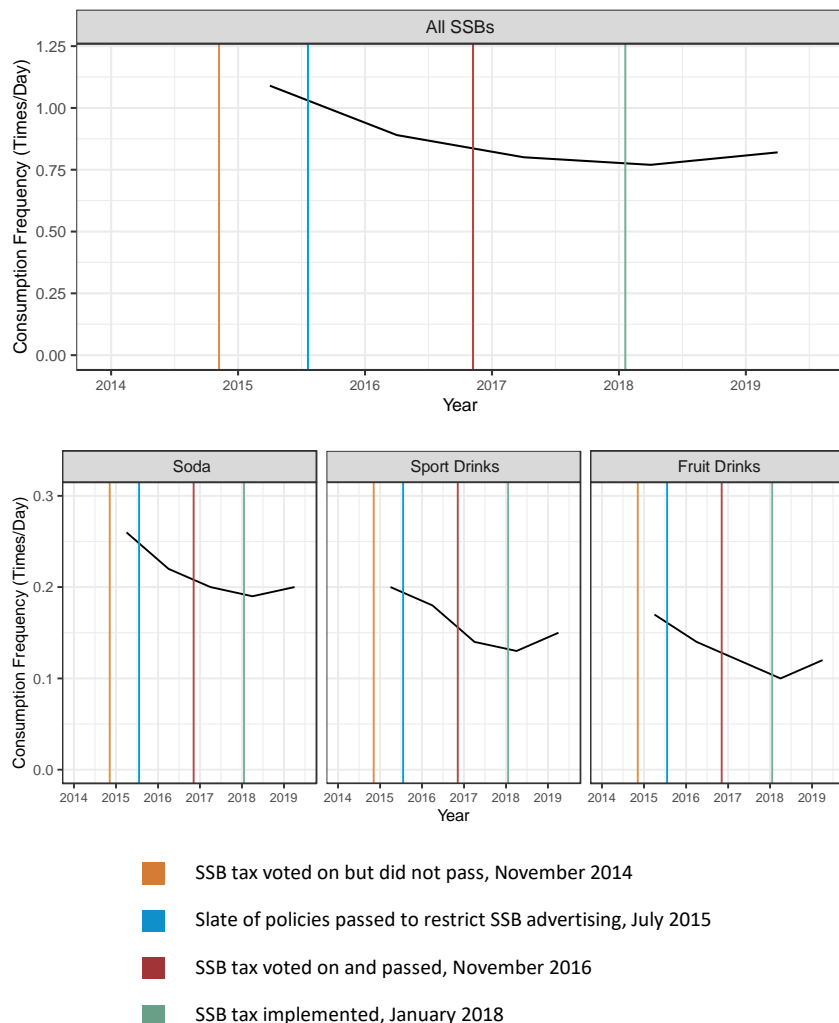 All SSBs
1.25
1.00
0.75
0.50
0.25
0.00
Consumption Frequency (Times/Day)
2014 2015 2016 2017 2018 2019
Year
Soda Sport Drinks Fruit Drinks
0.3
0.2
0.1
0.0
Consumption Frequency (Times/Day)
2014 2015 2016 2017 2018 2019 2014 2015 2016 2017 2018 2019 2014 2015 2016 2017 2018 2019
Year
SSB tax voted on but did not pass, November 2014
Slate of policies passed to restrict SSB advertising, July 2015
SSB tax voted on and passed, November 2016
SSB tax implemented, January 2018